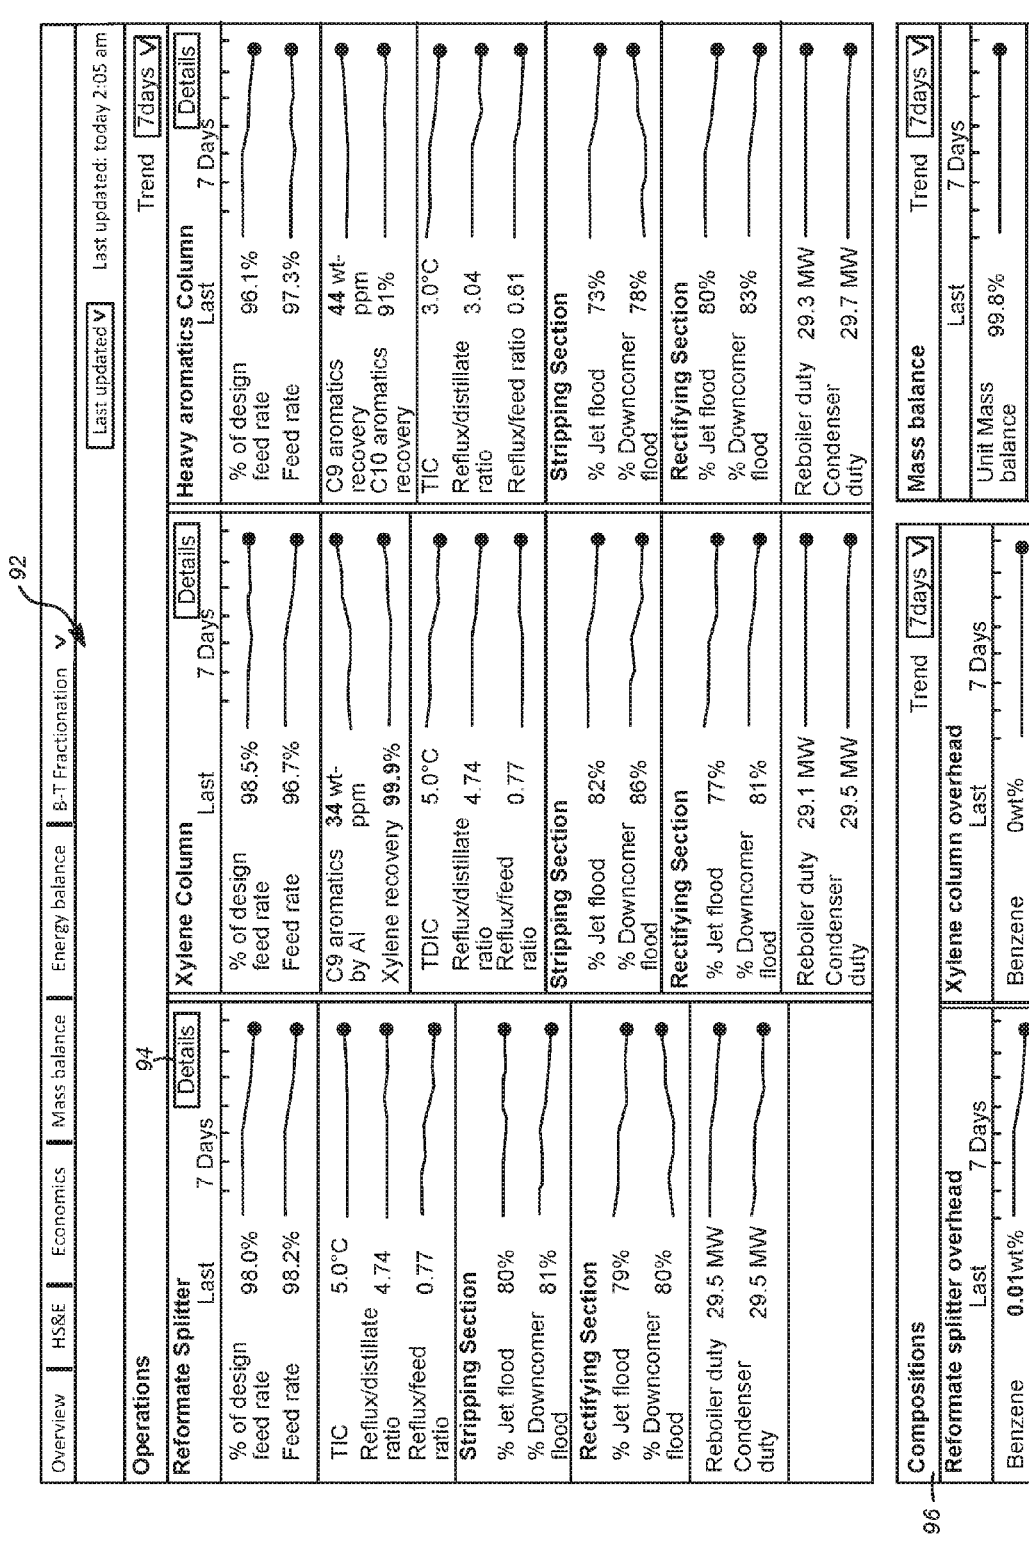 92
Overview HS&E Economics Mass balance Energy balance B-T Fractionation V
Last updated V Last updated: today 2:05 am
Operations
Trend 7days V
94
Reformate Splitter
Details
Last 7 Days
% of design
feed rate 98.0%
Feed rate 98.2%
TIC 5.0°C
Reflux/distillate
ratio 4.74
Reflux/feed
ratio 0.77
Stripping Section
% Jet flood 80%
% Downcomer
flood 81%
Rectifying Section
% Jet flood 79%
% Downcomer
flood 80%
Reboiler duty 29.5 MW
Condenser
duty 29.5 MW
Xylene Column
Details
Last 7 Days
% of design
feed rate 98.5%
Feed rate 96.7%
C9 aromatics 34 wt-
by AI ppm
Xylene recovery 99.9%
TDIC 5.0°C
Reflux/distillate
ratio 4.74
Reflux/feed
ratio 0.77
Stripping Section
% Jet flood 82%
% Downcomer
flood 86%
Rectifying Section
% Jet flood 77%
% Downcomer
flood 81%
Reboiler duty 29.1 MW
Condenser
duty 29.5 MW
Heavy aromatics Column
Details
Last 7 Days
% of design
feed rate 96.1%
Feed rate 97.3%
C9 aromatics 44 wt-
recovery ppm
C10 aromatics 91%
recovery
TIC 3.0°C
Reflux/distillate
ratio 3.04
Reflux/feed ratio 0.61
Stripping Section
% Jet flood 73%
% Downcomer
flood 78%
Rectifying Section
% Jet flood 80%
% Downcomer
flood 83%
Reboiler duty 29.3 MW
Condenser
duty 29.7 MW
96
Compositions
Trend 7days V
Reformate splitter overhead
Last 7 Days
Benzene 0.01wt%
Xylene column overhead
Last 7 Days
Benzene 0wt%
Mass balance
Trend 7days V
Last 7 Days
Unit Mass
balance 99.8%